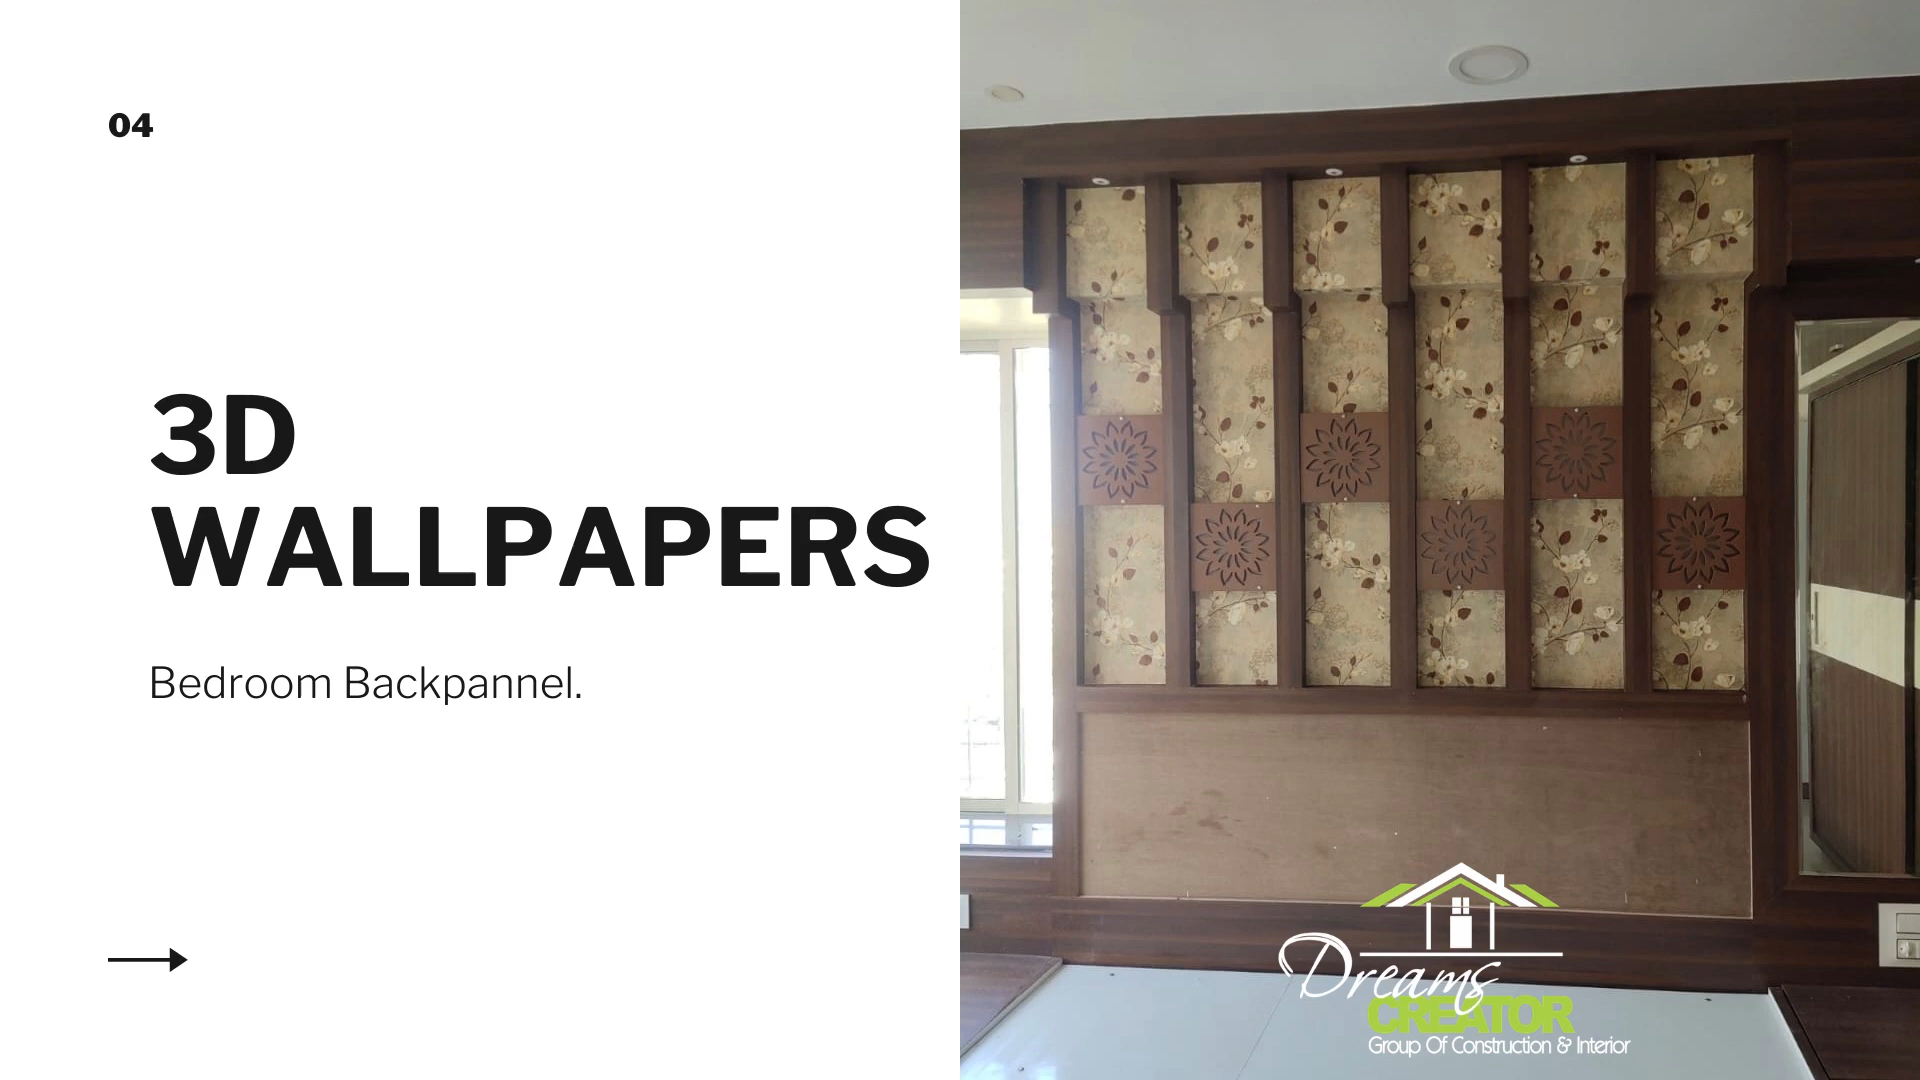 04
3D
WALLPAPERS
Bedroom Backpannel.
Dreams
CREATOR
Group Of Construction & Interior